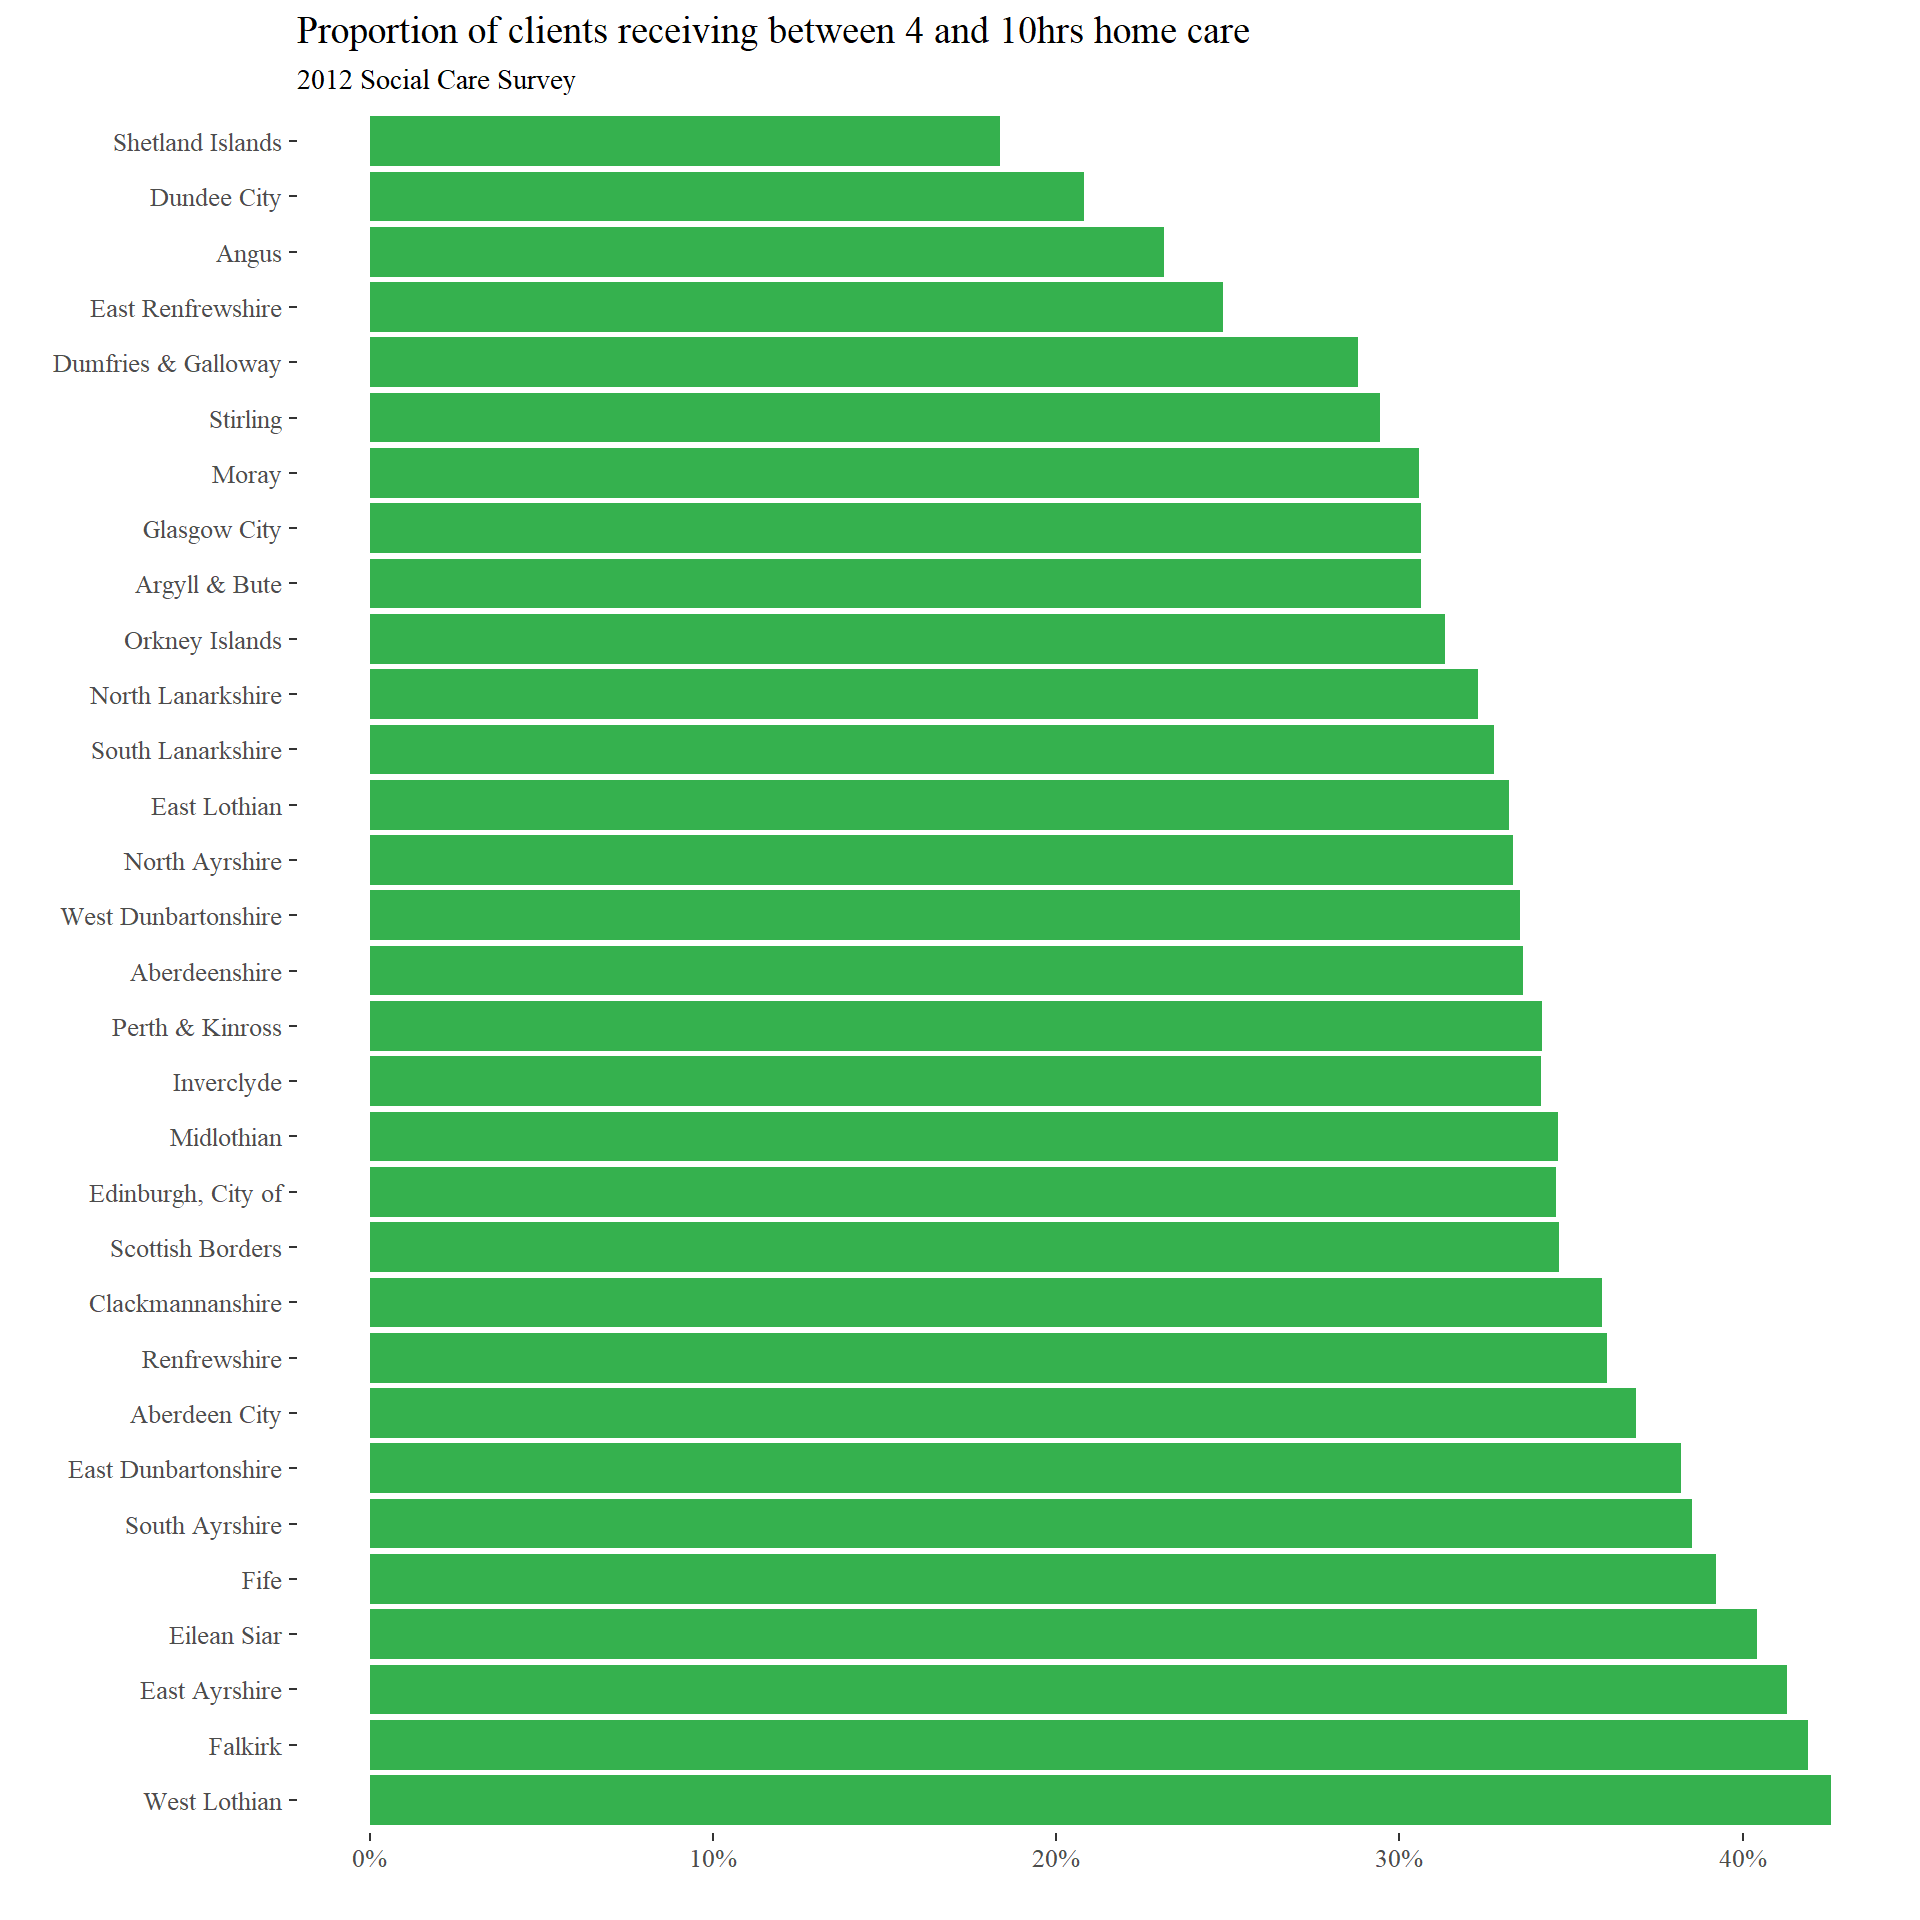 Proportion of clients receiving between 4 and 10hrs home care
2012 Social Care Survey
Shetland Islands
Dundee City
Angus
East Renfrewshire
Dumfries & Galloway
Stirling
Moray
Glasgow City
Argyll & Bute
Orkney Islands
North Lanarkshire
South Lanarkshire
East Lothian
North Ayrshire
West Dunbartonshire
Aberdeenshire
Perth & Kinross
Inverclyde
Midlothian
Edinburgh, City of
Scottish Borders
Clackmannanshire
Renfrewshire
Aberdeen City
East Dunbartonshire
South Ayrshire
Fife
Eilean Siar
East Ayrshire
Falkirk
West Lothian
0% 10% 20% 30% 40%